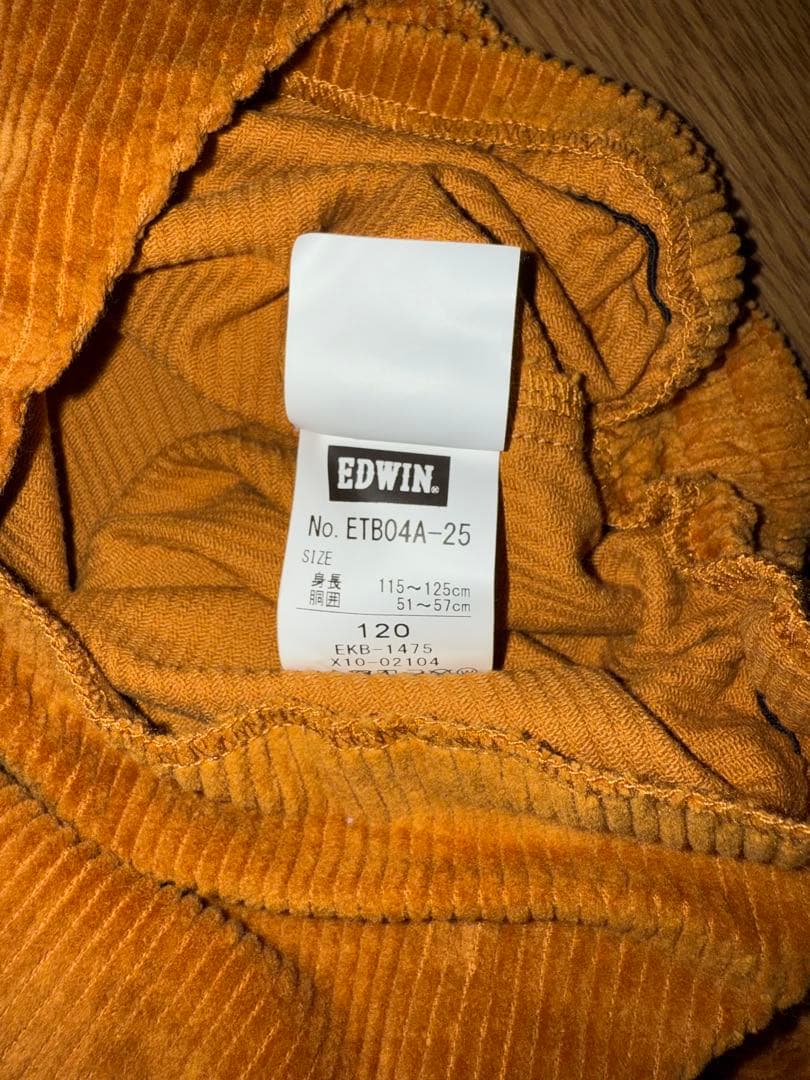 EDWIN®
No. ETB04A-25
SIZE
身長 115～125cm
胴囲 51～57cm
120
EKB-1475
X10-02104